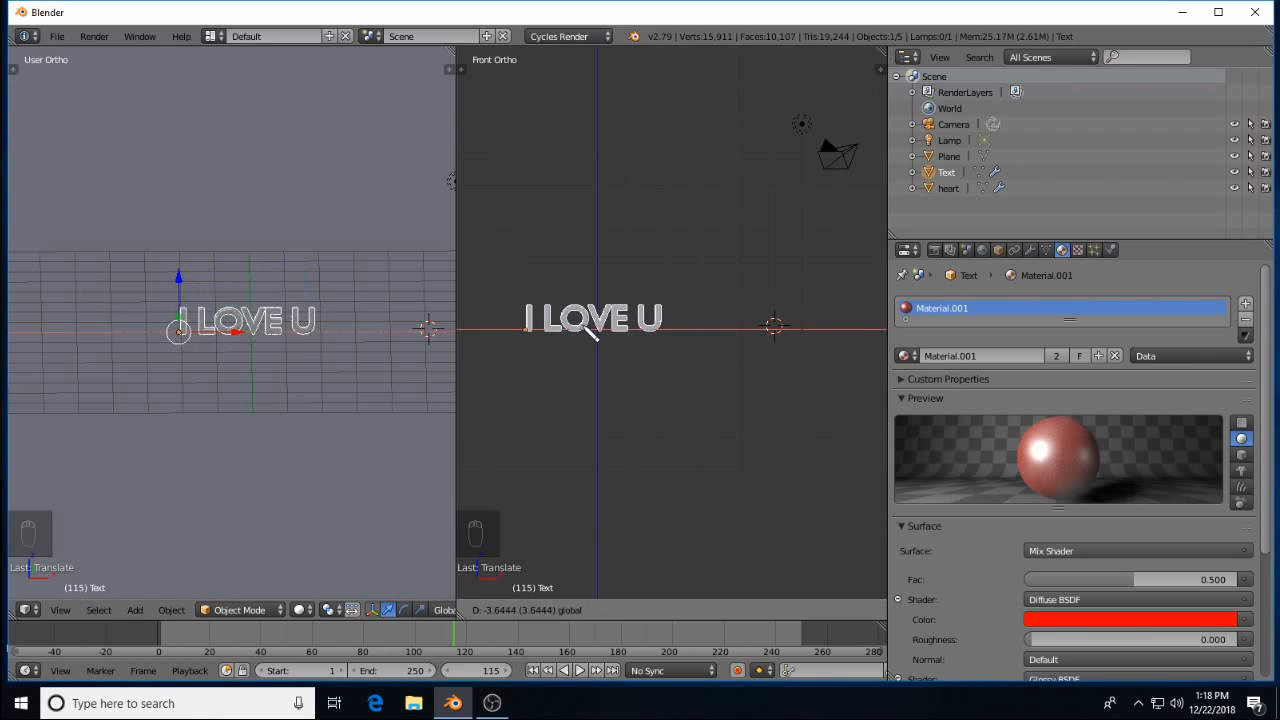 Blender
File Render Window Help Default Scene Cycles Render v2.79 | Verts:15,911 | Faces:10,107 | Tris:19,244 | Objects:1/5 | Lamps:0/1 | Mem:25.17M (2.61M) | Text
View Search All Scenes
User Ortho
Front Ortho
Scene
RenderLayers
World
Camera
Lamp
Plane
Text
heart
Text Material.001
I LOVE U
I LOVE U
Material.001
Material.001 2 F Data
Custom Properties
Preview
Surface
Surface: Mix Shader
Fac: 0.500
Shader: Diffuse BSDF
Color:
Roughness: 0.000
Normal: Default
Last: Translate
Last: Translate
(115) Text
(115) Text
View Select Add Object Object Mode Globa
D: -3.6444 (3.6444) global
-40 -20 0 20 40 60 80 100 120 140 160 180 200 220 240 260 280
View Marker Frame Playback Start: 1 End: 250 115 No Sync
Type here to search
1:18 PM
12/22/2018
7